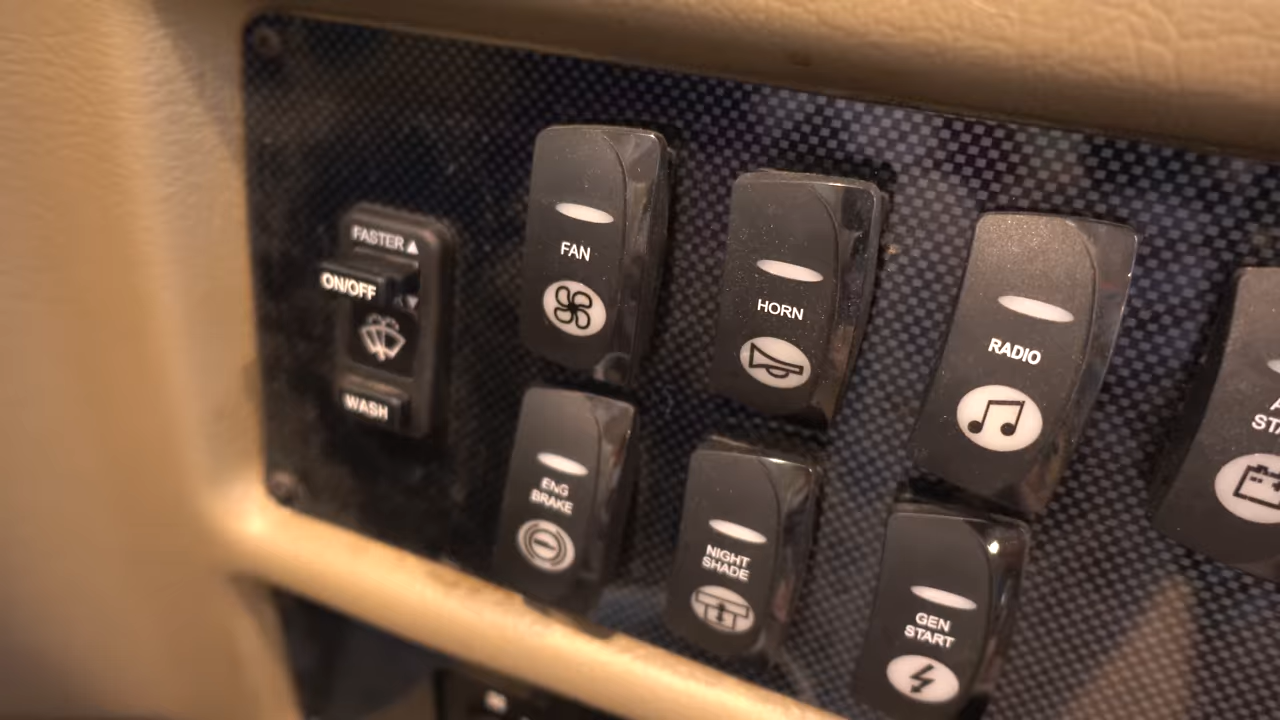 FASTER ▲
ON/OFF
WASH
FAN
HORN
RADIO
ENG
BRAKE
NIGHT
SHADE
GEN
START